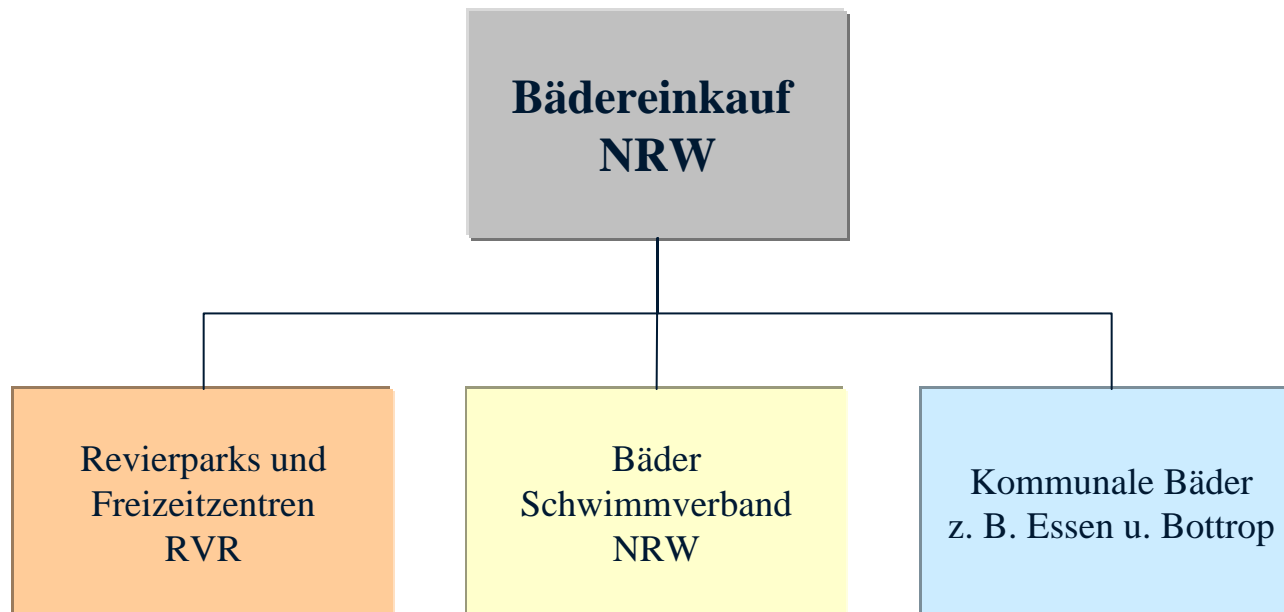 Bädereinkauf
NRW
Revierparks und
Freizeitzentren
RVR
Bäder
Schwimmverband
NRW
Kommunale Bäder
z. B. Essen u. Bottrop